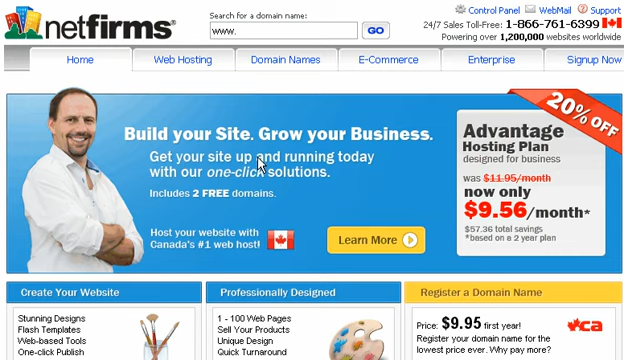 netfirms®
Search for a domain name:
www.
GO
Control Panel WebMail Support
24/7 Sales Toll-Free: 1-866-761-6399
Powering over 1,200,000 websites worldwide
Home Web Hosting Domain Names E-Commerce Enterprise Signup Now
20% OFF
Build your Site. Grow your Business.
Get your site up and running today
with our one-click solutions.
Includes 2 FREE domains.
Host your website with
Canada's #1 web host!
Learn More
Advantage
Hosting Plan
designed for business
was $11.95/month
now only
$9.56/month*
$57.36 total savings
*based on a 2 year plan
Create Your Website
Stunning Designs
Flash Templates
Web-based Tools
One-click Publish
Professionally Designed
1 - 100 Web Pages
Sell Your Products
Unique Design
Quick Turnaround
Register a Domain Name
Price: $9.95 first year!
Register your domain name for the
lowest price ever. Why pay more?
ca